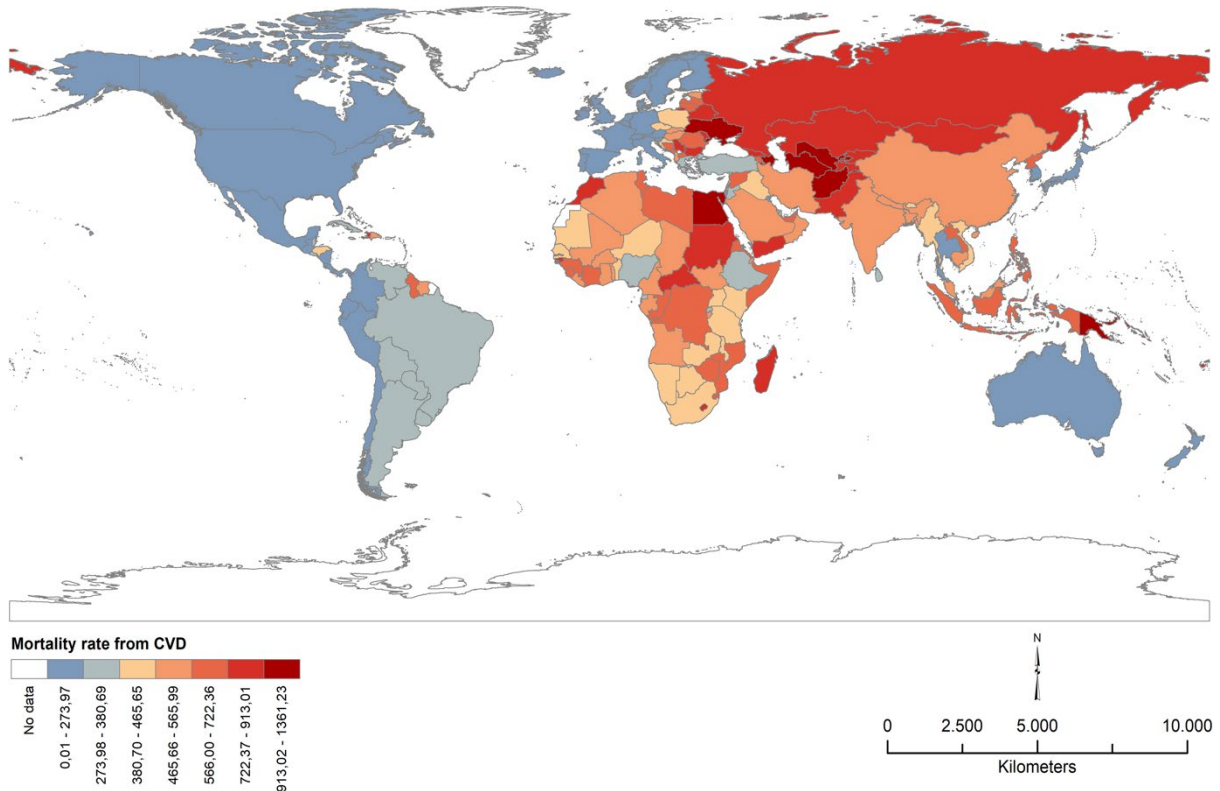 Mortality rate from CVD
No data
0,01 - 273,97
273,98 - 380,69
380,70 - 465,65
465,66 - 565,99
566,00 - 722,36
722,37 - 913,01
913,02 - 1361,23
N
0 2.500 5.000 10.000
Kilometers